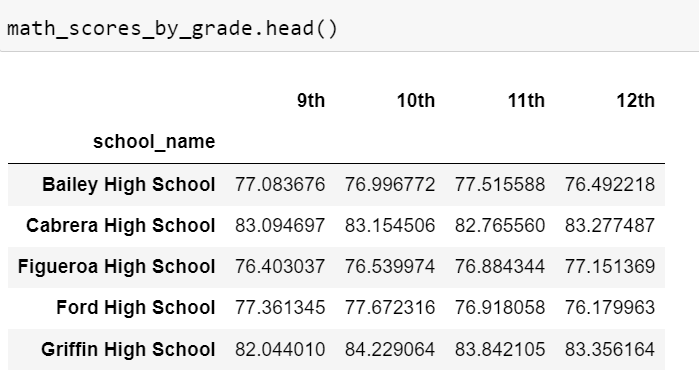 math_scores_by_grade.head()
9th 10th 11th 12th
school_name
Bailey High School 77.083676 76.996772 77.515588 76.492218
Cabrera High School 83.094697 83.154506 82.765560 83.277487
Figueroa High School 76.403037 76.539974 76.884344 77.151369
Ford High School 77.361345 77.672316 76.918058 76.179963
Griffin High School 82.044010 84.229064 83.842105 83.356164